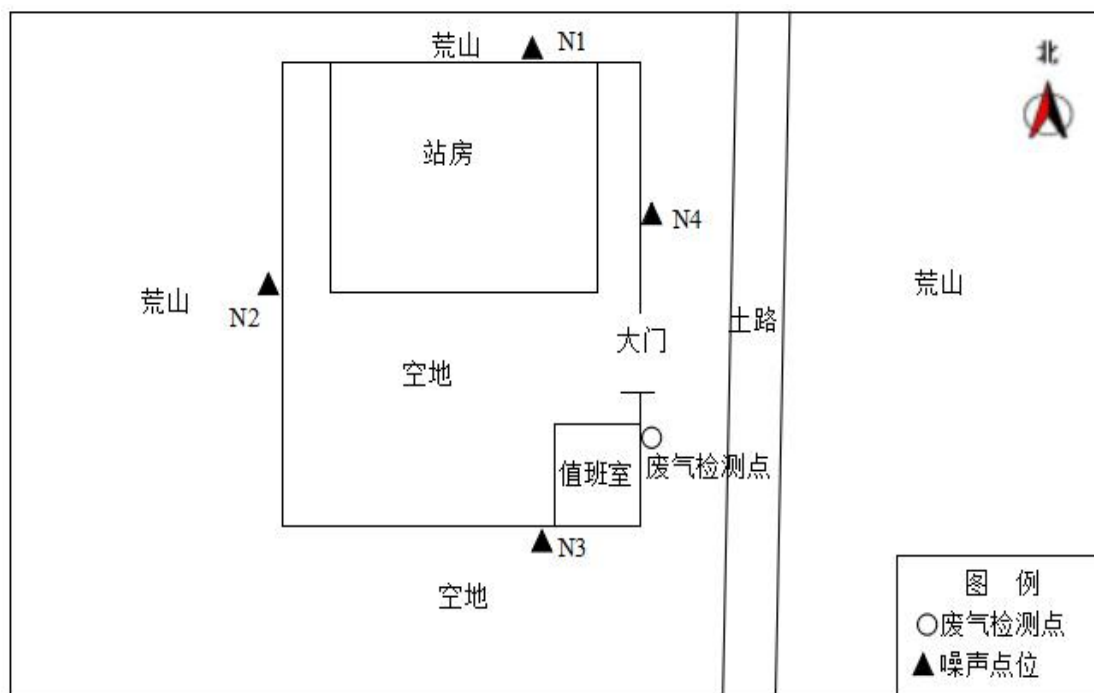 荒山
N1
北
站房
N4
荒山
荒山
N2
土路
大门
空地
值班室
废气检测点
N3
空地
图 例
废气检测点
噪声点位